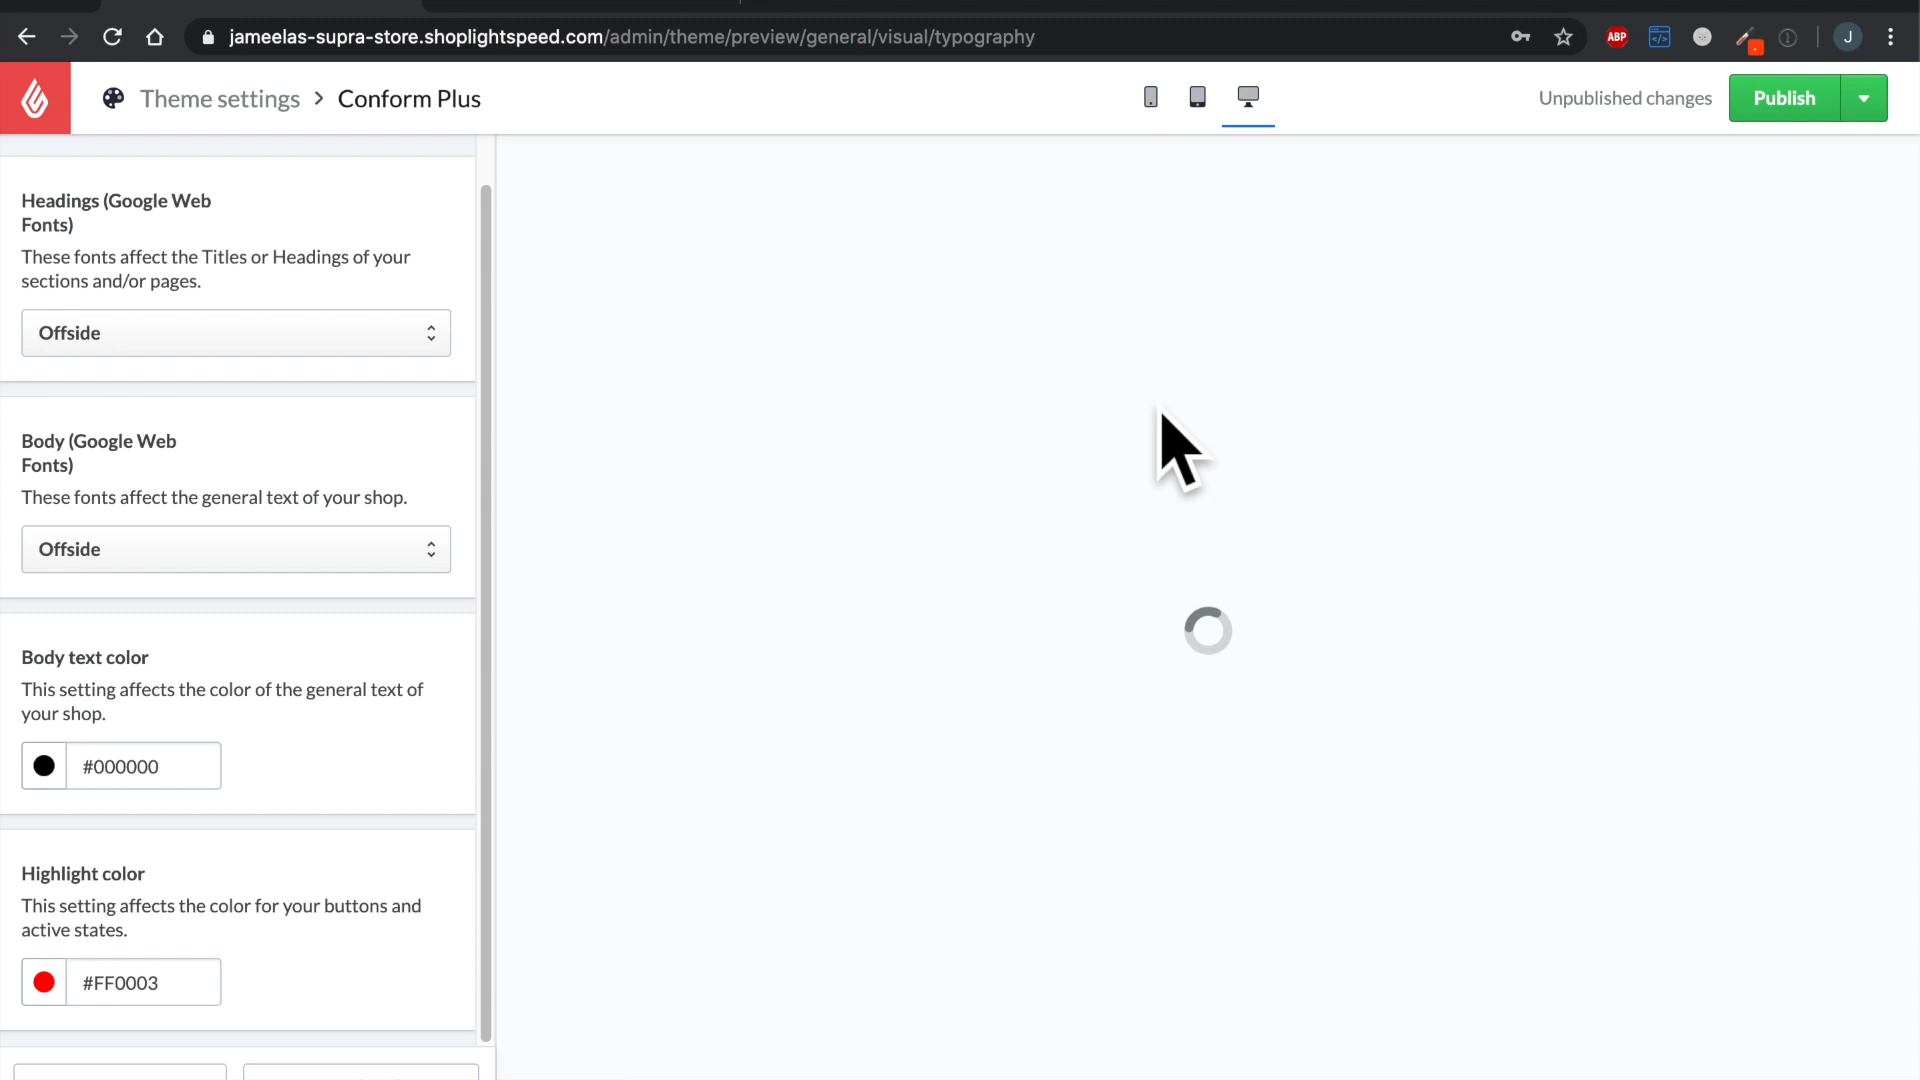 jameelas-supra-store.shoplightspeed.com/admin/theme/preview/general/visual/typography
ABP
J
Theme settings > Conform Plus
Unpublished changes
Publish
Headings (Google Web
Fonts)
These fonts affect the Titles or Headings of your
sections and/or pages.
Offside
Body (Google Web
Fonts)
These fonts affect the general text of your shop.
Offside
Body text color
This setting affects the color of the general text of
your shop.
#000000
Highlight color
This setting affects the color for your buttons and
active states.
#FF0003